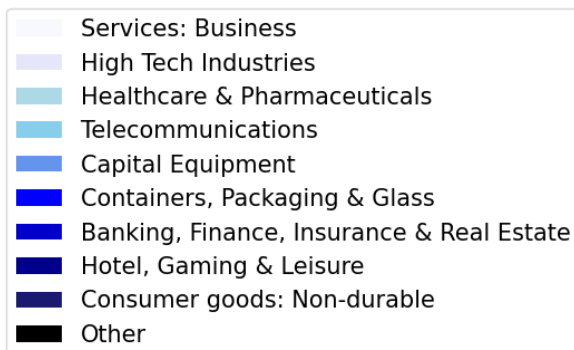 Services: Business
High Tech Industries
Healthcare & Pharmaceuticals
Telecommunications
Capital Equipment
Containers, Packaging & Glass
Banking, Finance, Insurance & Real Estate
Hotel, Gaming & Leisure
Consumer goods: Non-durable
Other